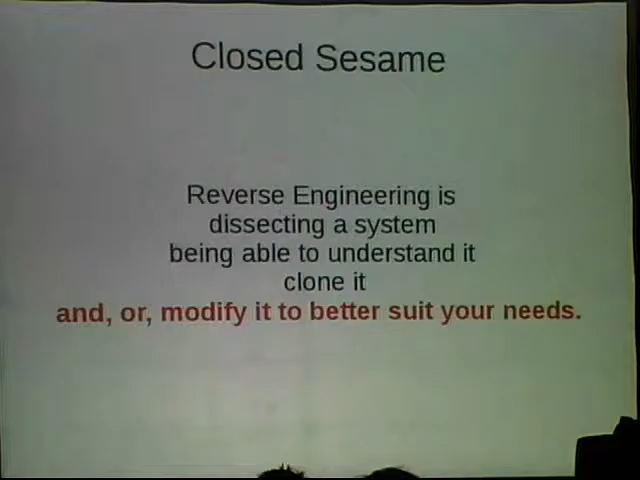 Closed Sesame
Reverse Engineering is
dissecting a system
being able to understand it
clone it
and, or, modify it to better suit your needs.